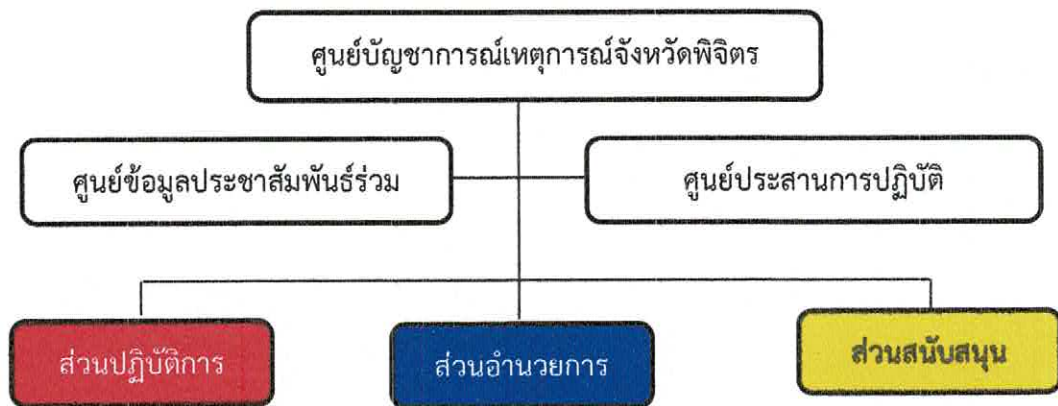 ศูนย์บัญชาการณ์เหตุการณ์จังหวัดพิจิตร
ศูนย์ข้อมูลประชาสัมพันธ์ร่วม
ศูนย์ประสานการปฏิบัติ
ส่วนปฏิบัติการ
ส่วนอำนวยการ
ส่วนสนับสนุน